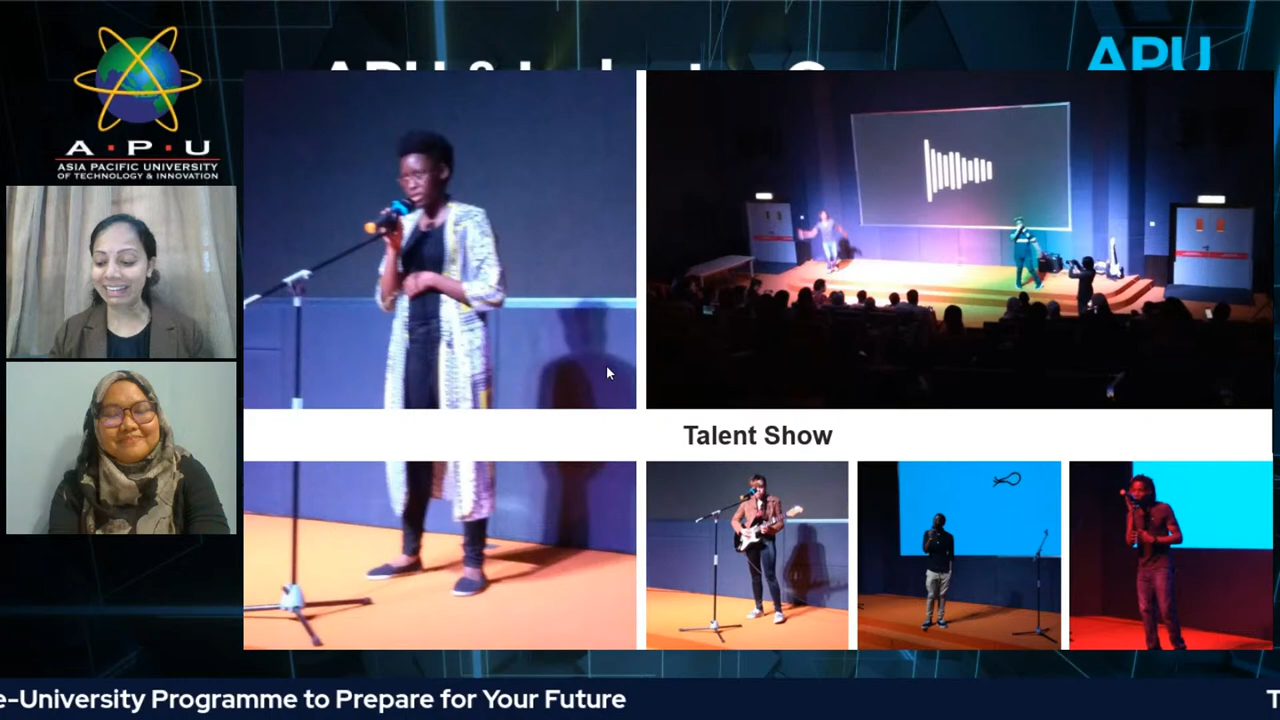 A·P·U
ASIA PACIFIC UNIVERSITY
OF TECHNOLOGY & INNOVATION
APU
Talent Show
e-University Programme to Prepare for Your Future
T